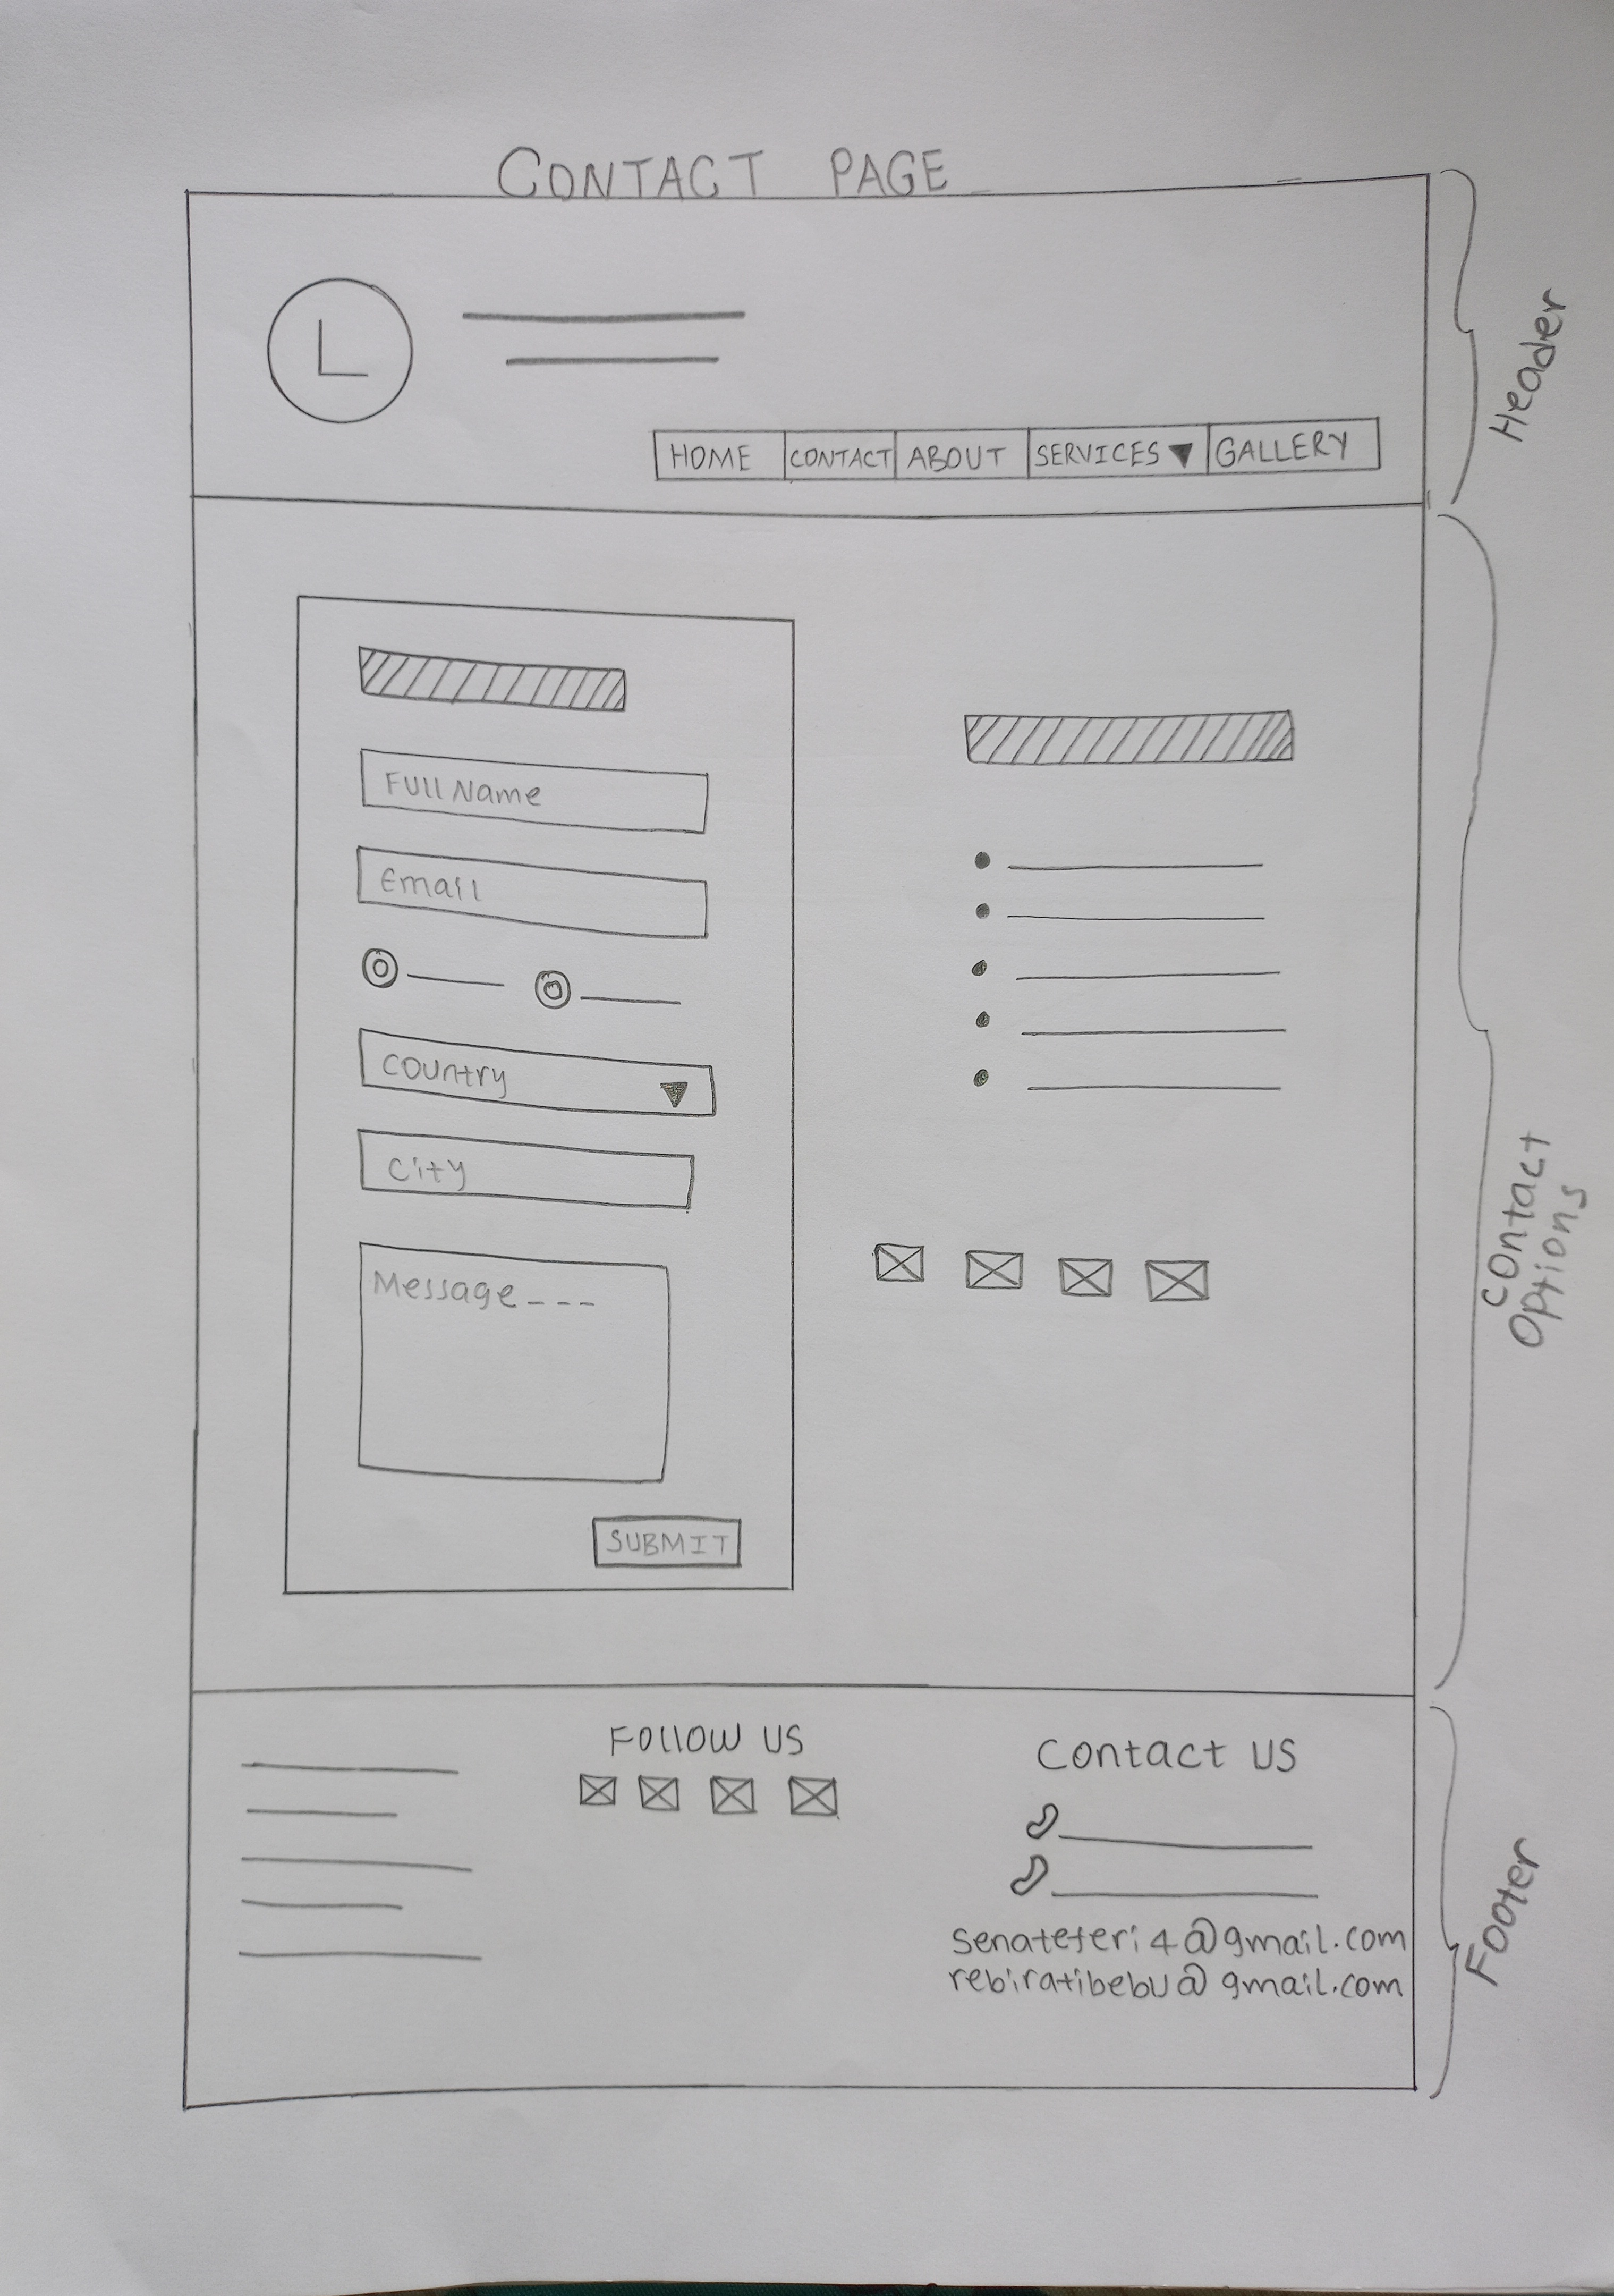 CONTACT PAGE
L
HOME CONTACT ABOUT SERVICES GALLERY
Header
Full Name
Email
Country
City
Message---
SUBMIT
Contact
Options
Follow US
Contact US
senateferi4@gmail.com
rebiratibebu@gmail.com
Footer